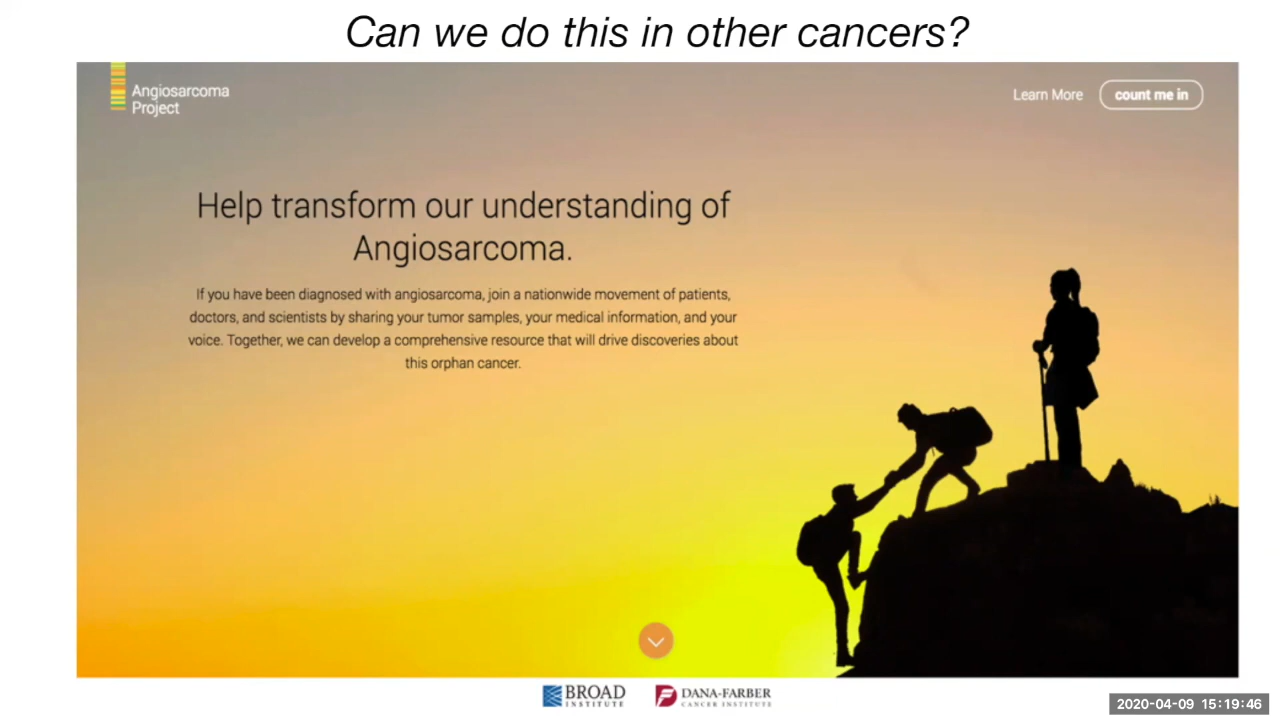 Can we do this in other cancers?
Angiosarcoma
Project
Learn More
count me in
Help transform our understanding of
Angiosarcoma.
If you have been diagnosed with angiosarcoma, join a nationwide movement of patients,
doctors, and scientists by sharing your tumor samples, your medical information, and your
voice. Together, we can develop a comprehensive resource that will drive discoveries about
this orphan cancer.
BROAD
INSTITUTE
DANA-FARBER
CANCER INSTITUTE
2020-04-09 15:19:46